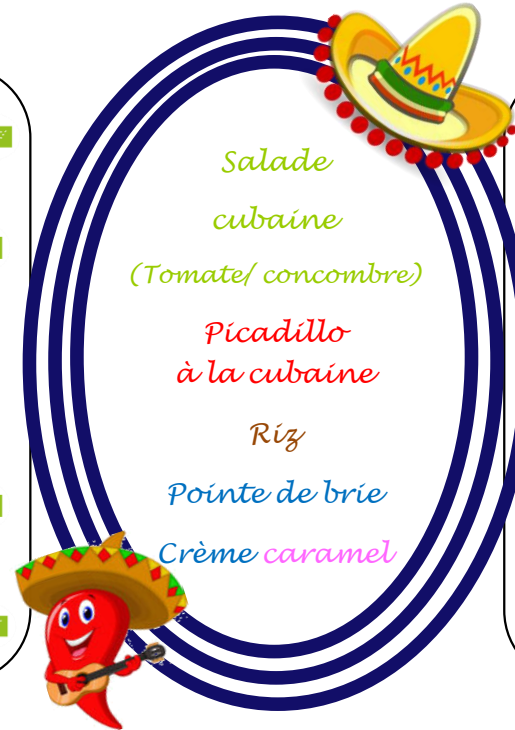 Salade
cubaine
(Tomate/ concombre)
Picadillo
à la cubaine
Riz
Pointe de brie
Crème caramel